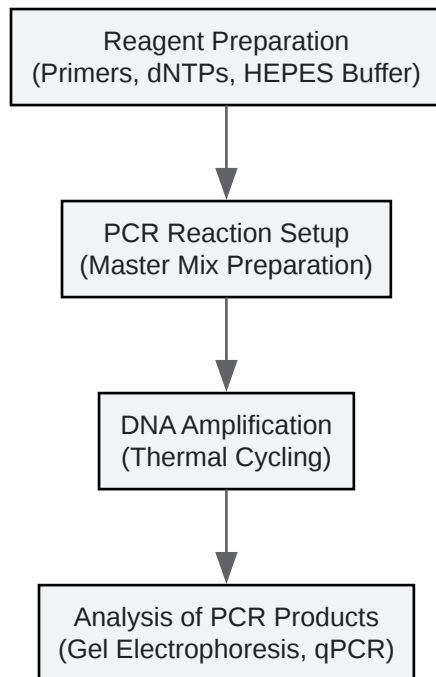 Reagent Preparation
(Primers, dNTPs, HEPES Buffer)
PCR Reaction Setup
(Master Mix Preparation)
DNA Amplification
(Thermal Cycling)
Analysis of PCR Products
(Gel Electrophoresis, qPCR)